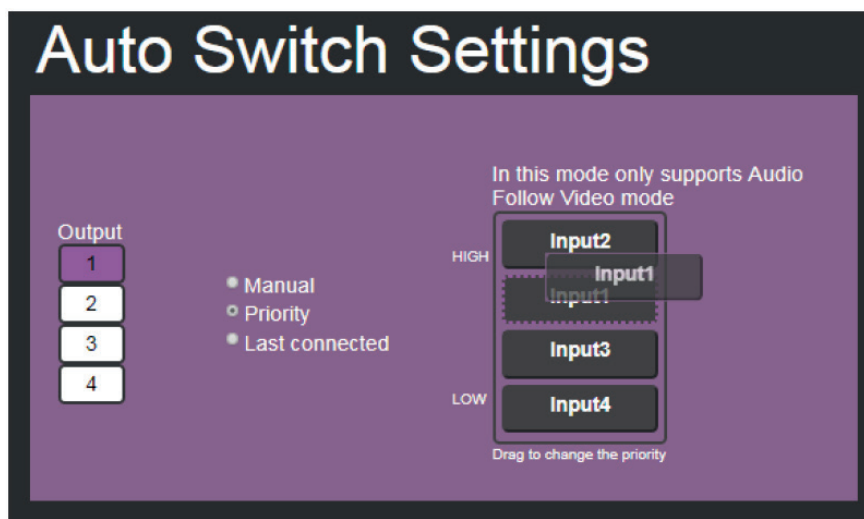 Auto Switch Settings
In this mode only supports Audio
Follow Video mode
Output
1
2
3
4
Manual
Priority
Last connected
HIGH
LOW
Input2
Input1
Input1
Input3
Input4
Drag to change the priority